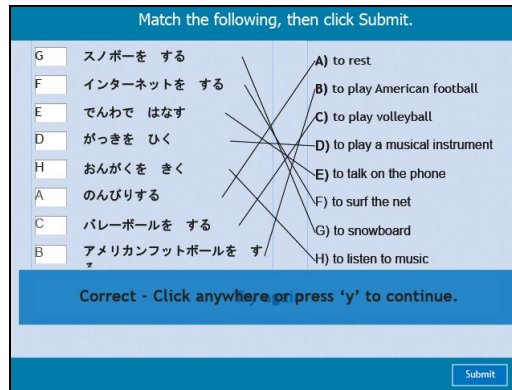 Match the following, then click Submit.
G スノボーを する
F インターネットを する
E でんわで はなす
D がっきを ひく
H おんがくを きく
A のんびりする
C バレーボールを する
B アメリカンフットボールを す
A) to rest
B) to play American football
C) to play volleyball
D) to play a musical instrument
E) to talk on the phone
F) to surf the net
G) to snowboard
H) to listen to music
Correct - Click anywhere or press ‘y’ to continue.
Submit